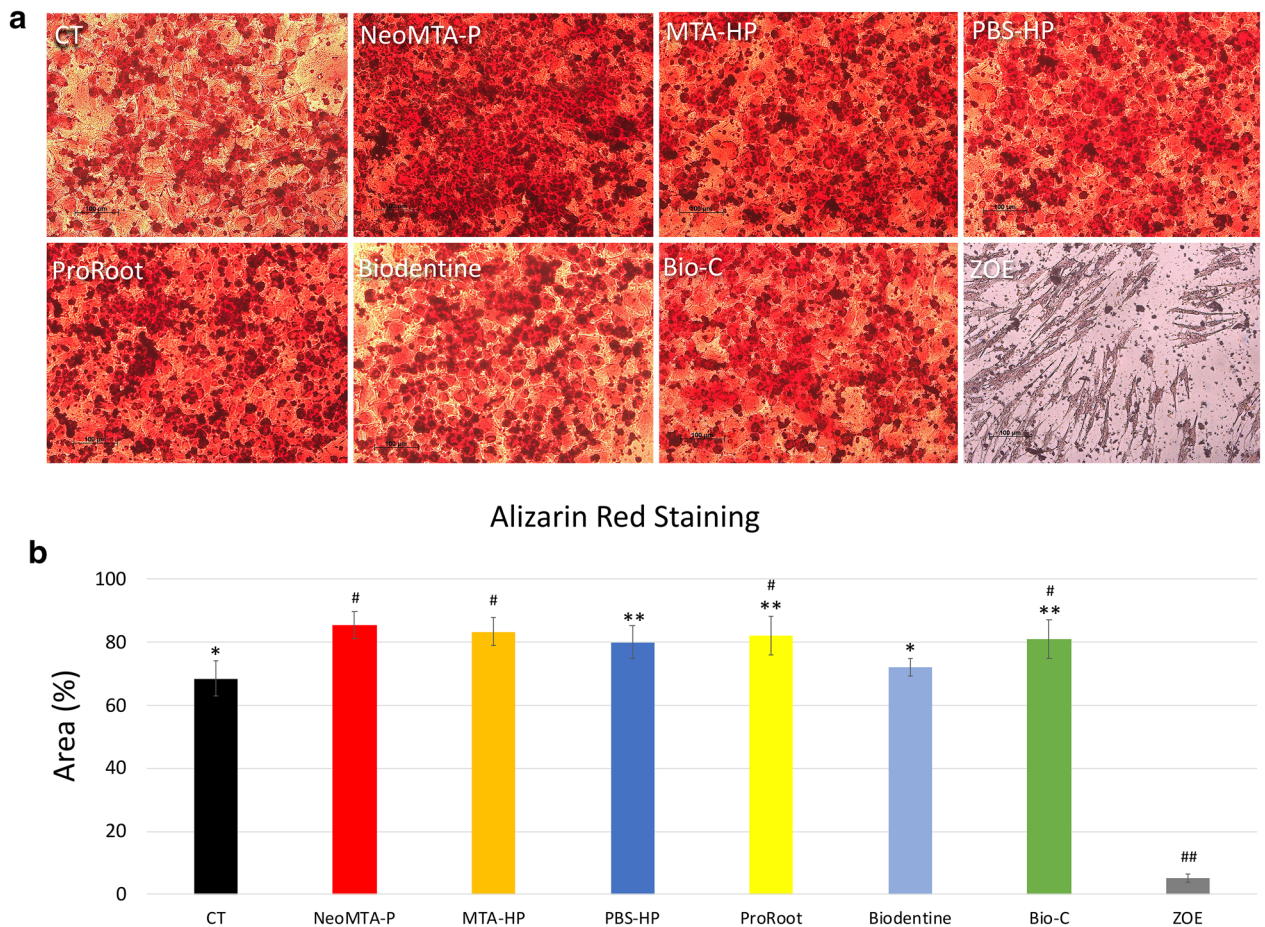 a
CT
NeoMTA-P
MTA-HP
PBS-HP
100 µm
100 µm
100 µm
100 µm
ProRoot
Biodentine
Bio-C
ZOE
100 µm
100 µm
100 µm
100 µm
Alizarin Red Staining
b
Area (%)
100
80
60
40
20
0
*
#
#
**
#
**
*
#
**
##
CT
NeoMTA-P
MTA-HP
PBS-HP
ProRoot
Biodentine
Bio-C
ZOE